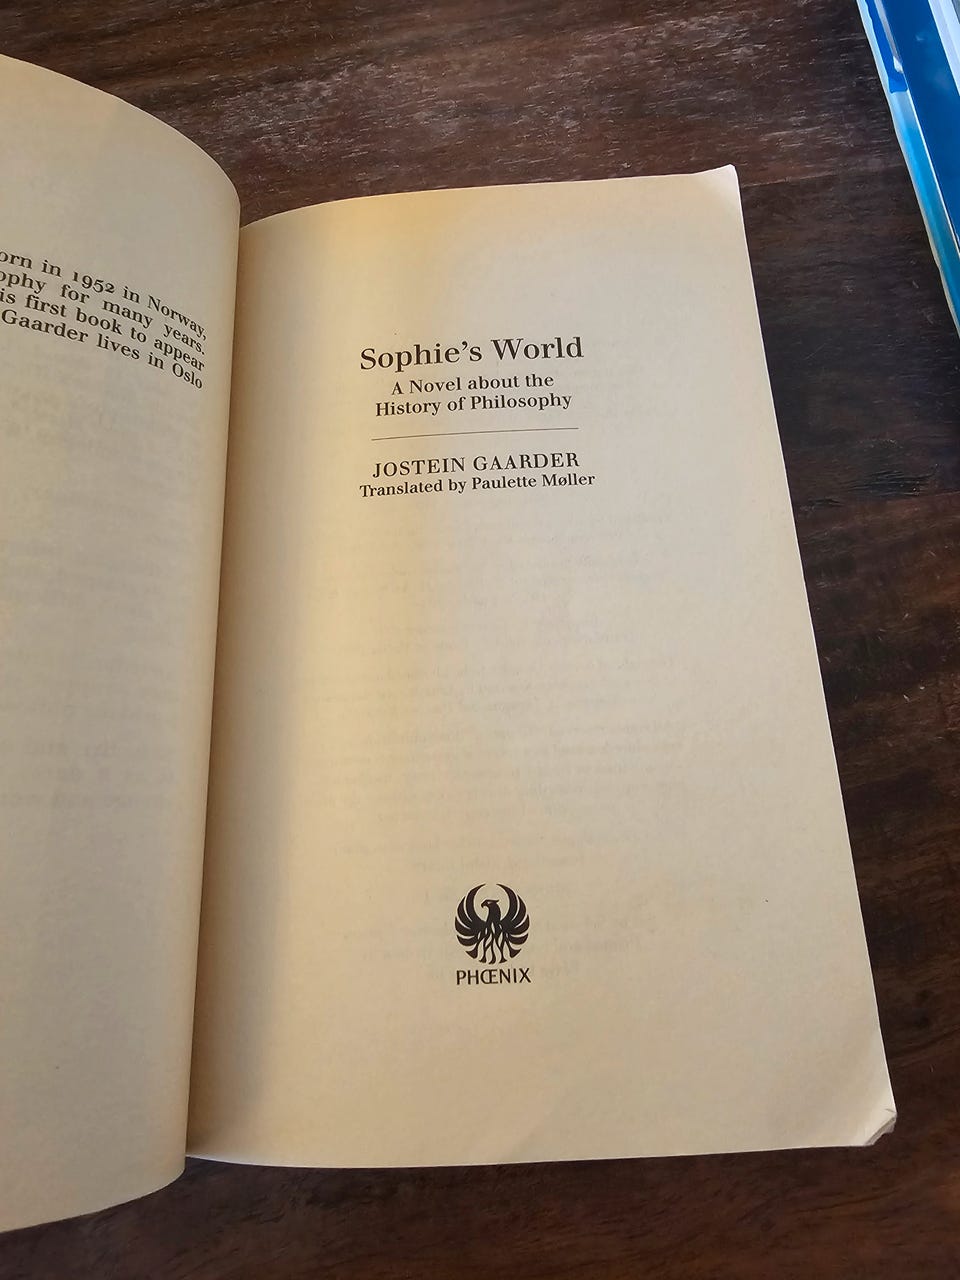 orn in 1952 in Norway,
ophy for many years.
is first book to appear
Gaarder lives in Oslo
Sophie's World
A Novel about the
History of Philosophy
JOSTEIN GAARDER
Translated by Paulette Møller
PHŒNIX